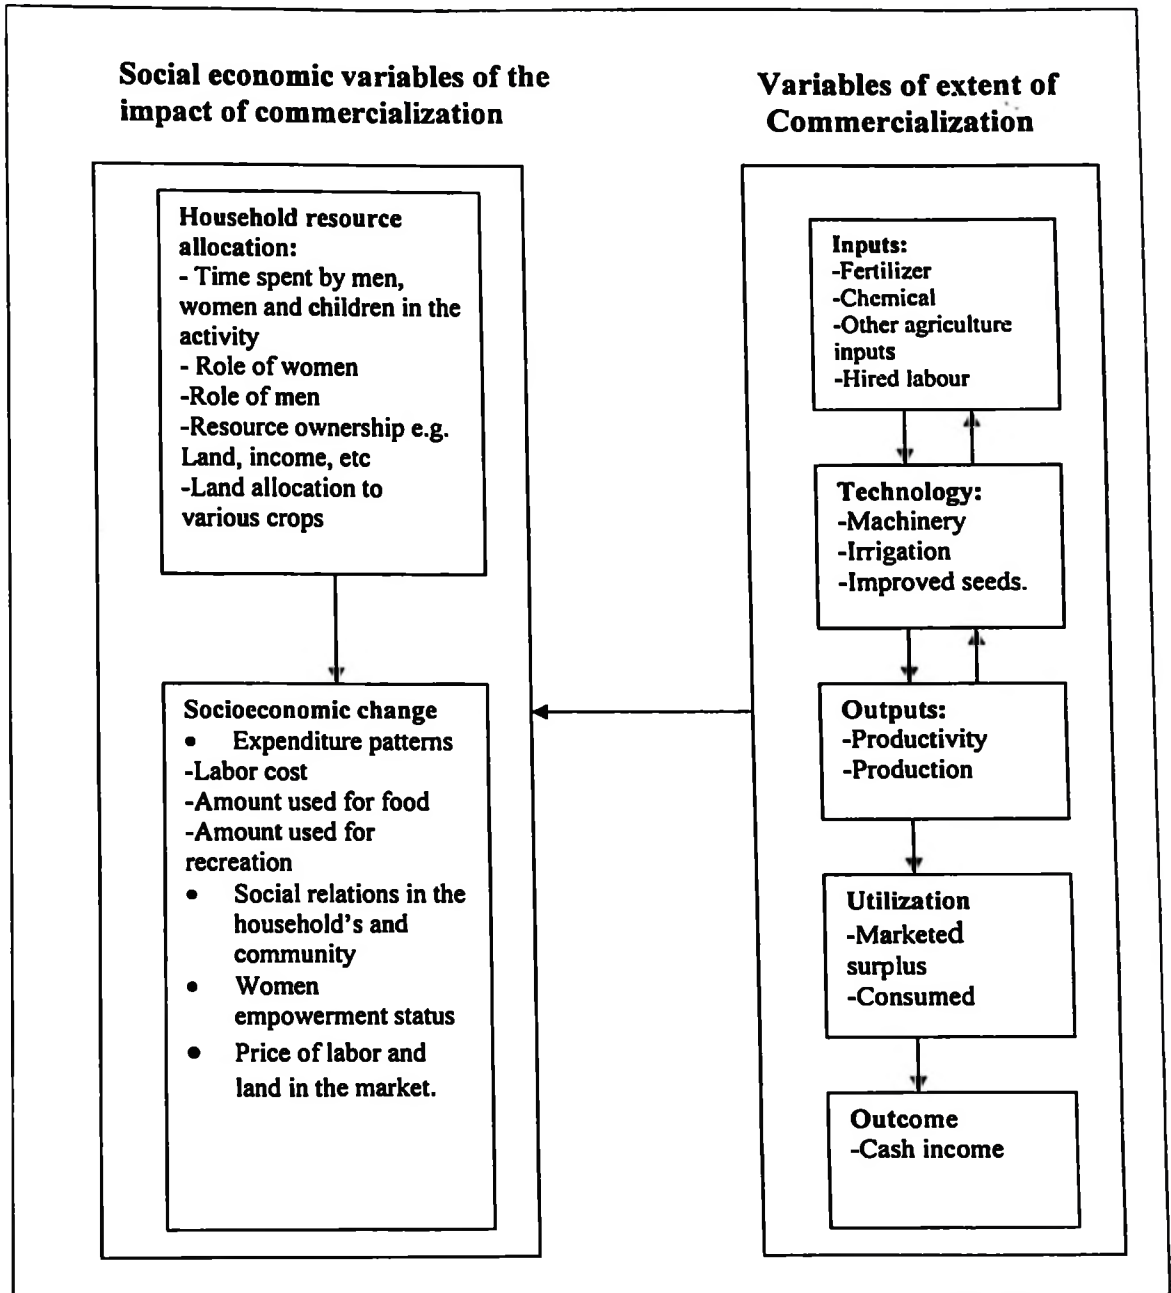 Social economic variables of the
impact of commercialization
Household resource
allocation:
- Time spent by men,
women and children in the
activity
- Role of women
-Role of men
-Resource ownership e.g.
Land, income, etc
-Land allocation to
various crops
Socioeconomic change
• Expenditure patterns
-Labor cost
-Amount used for food
-Amount used for
recreation
• Social relations in the
household's and
community
• Women
empowerment status
• Price of labor and
land in the market.
Variables of extent of
Commercialization
Inputs:
-Fertilizer
-Chemical
-Other agriculture
inputs
-Hired labour
Technology:
-Machinery
-Irrigation
-Improved seeds.
Outputs:
-Productivity
-Production
Utilization
-Marketed
surplus
-Consumed
Outcome
-Cash income